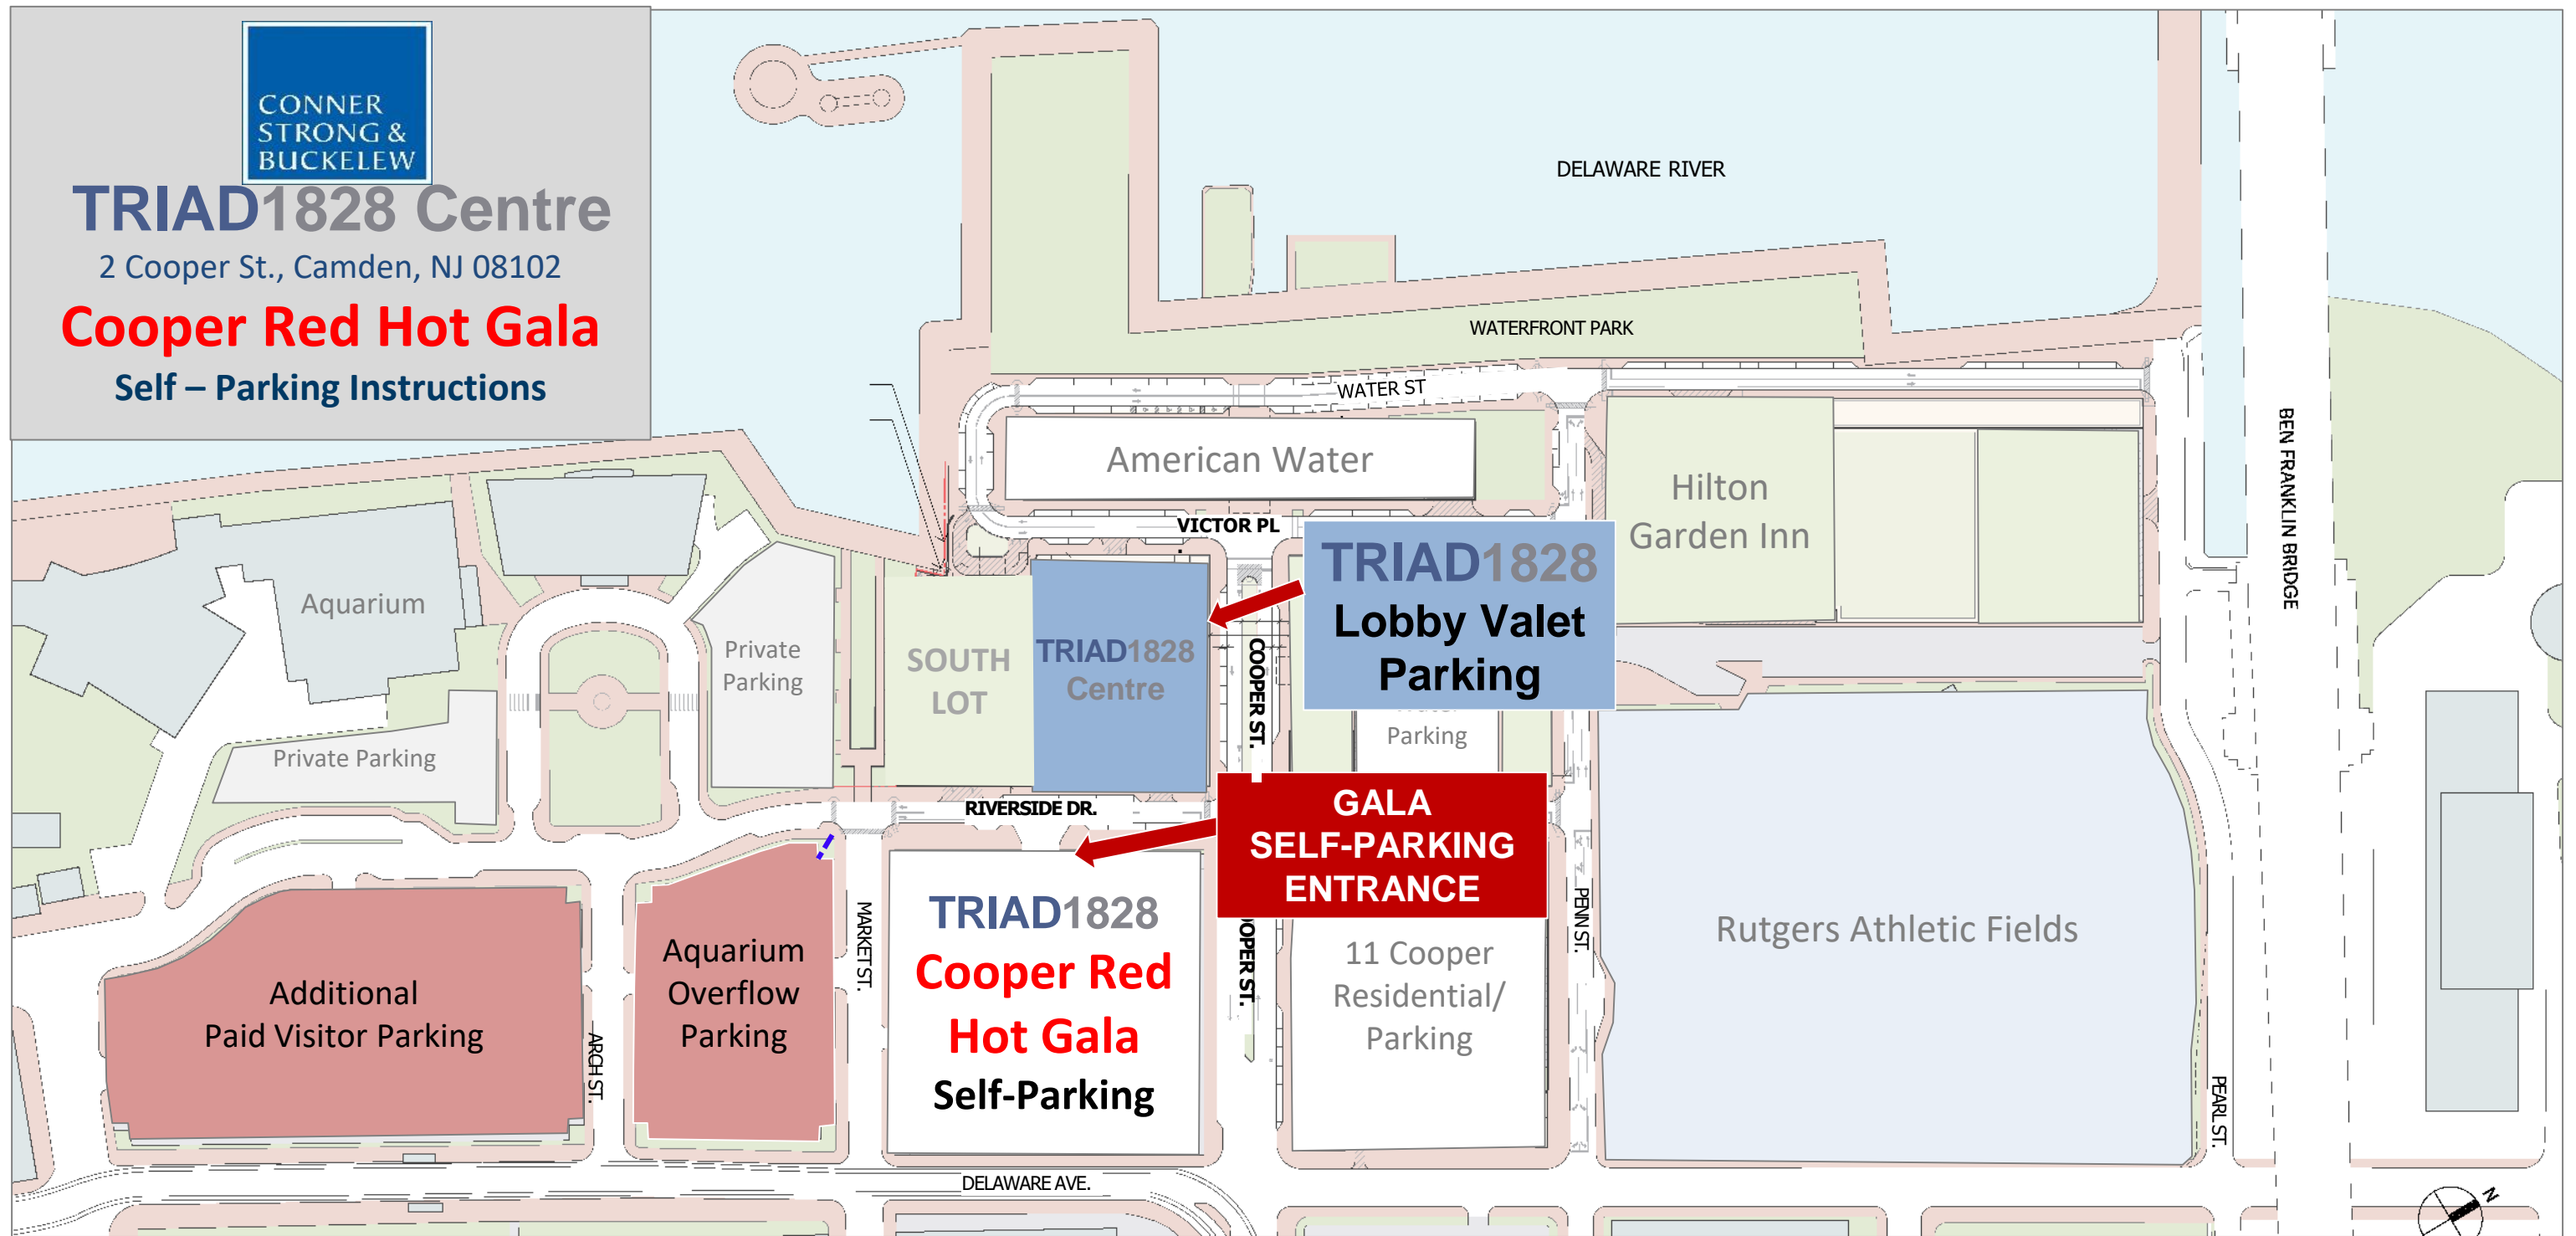 CONNER
STRONG &
BUCKELEW
TRIAD1828 Centre
2 Cooper St., Camden, NJ 08102
Cooper Red Hot Gala
Self – Parking Instructions
DELAWARE RIVER
WATERFRONT PARK
WATER ST
American Water
VICTOR PL
Hilton
Garden Inn
BEN FRANKLIN BRIDGE
Aquarium
Private
Parking
Private Parking
SOUTH
LOT
TRIAD1828
Centre
COOPER ST.
TRIAD1828
Lobby Valet
Parking
Parking
RIVERSIDE DR.
GALA
SELF-PARKING
ENTRANCE
Additional
Paid Visitor Parking
ARCH ST.
Aquarium
Overflow
Parking
MARKET ST.
TRIAD1828
Cooper Red
Hot Gala
Self-Parking
OOPER ST.
11 Cooper
Residential/
Parking
PENN ST.
Rutgers Athletic Fields
PEARL ST.
DELAWARE AVE.
N